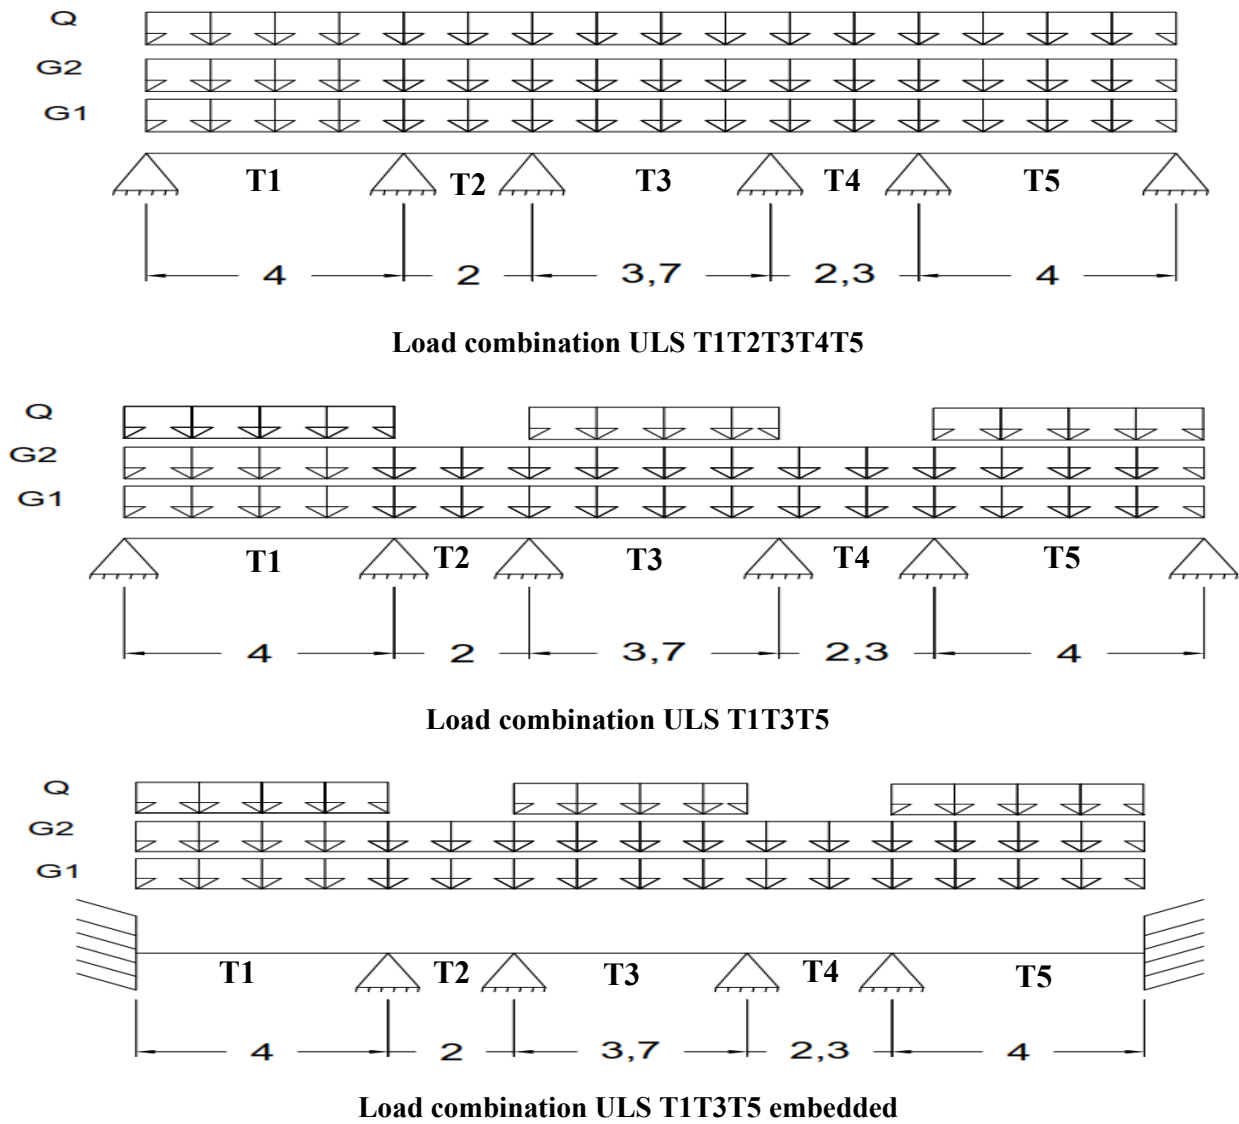 Q
G2
G1
T1 T2 T3 T4 T5
4 2 3,7 2,3 4
Load combination ULS T1T2T3T4T5
Q
G2
G1
T1 T2 T3 T4 T5
4 2 3,7 2,3 4
Load combination ULS T1T3T5
Q
G2
G1
T1 T2 T3 T4 T5
4 2 3,7 2,3 4
Load combination ULS T1T3T5 embedded